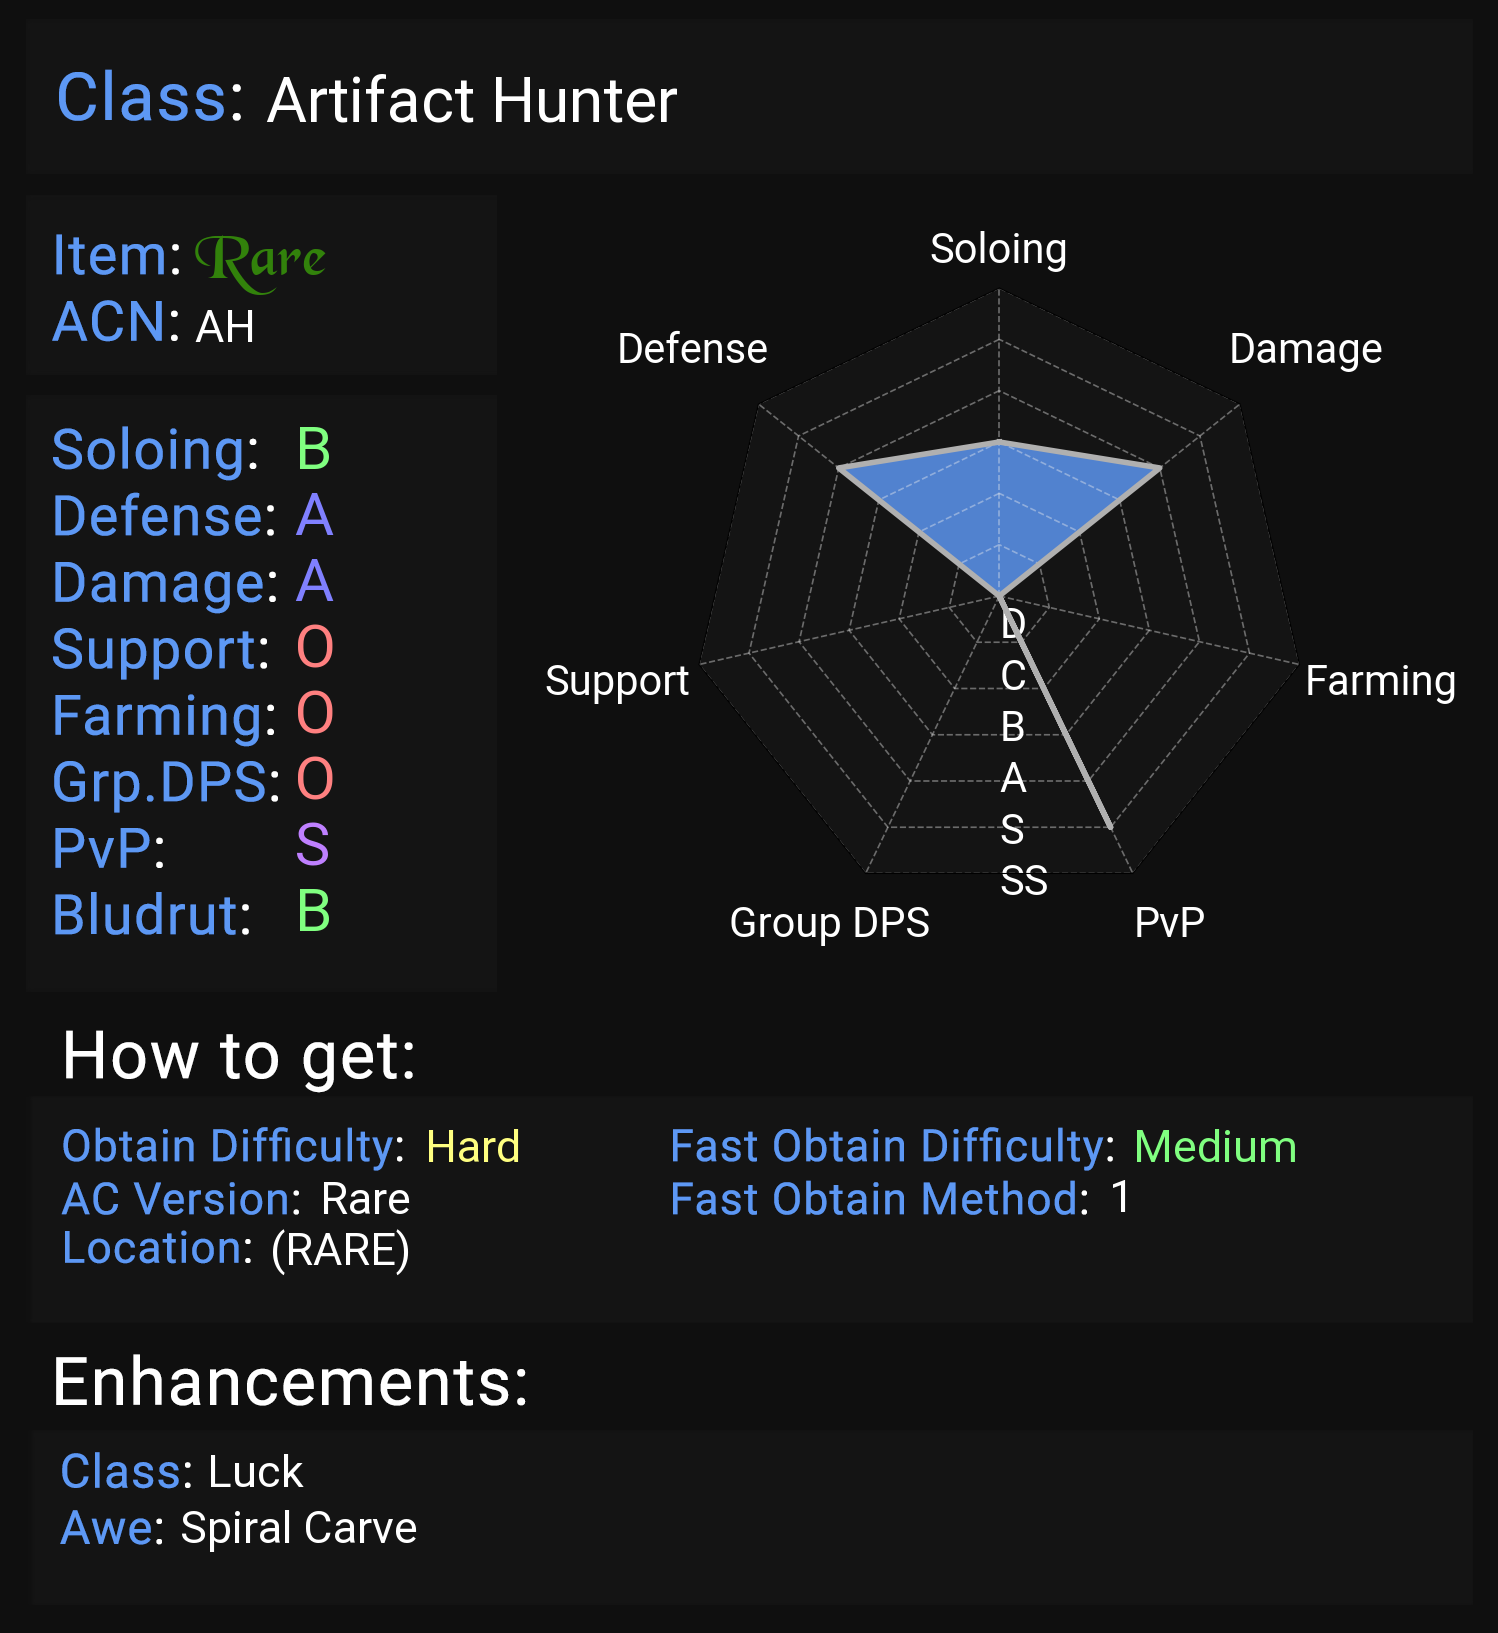 Class: Artifact Hunter
Item: Rare
ACN: AH
Soloing: B
Defense: A
Damage: A
Support: O
Farming: O
Grp.DPS: O
PvP: S
Bludrut: B
Soloing
Defense
Damage
Support
Farming
Group DPS
PvP
D
C
B
A
S
SS
How to get:
Obtain Difficulty: Hard
AC Version: Rare
Location: (RARE)
Fast Obtain Difficulty: Medium
Fast Obtain Method: 1
Enhancements:
Class: Luck
Awe: Spiral Carve